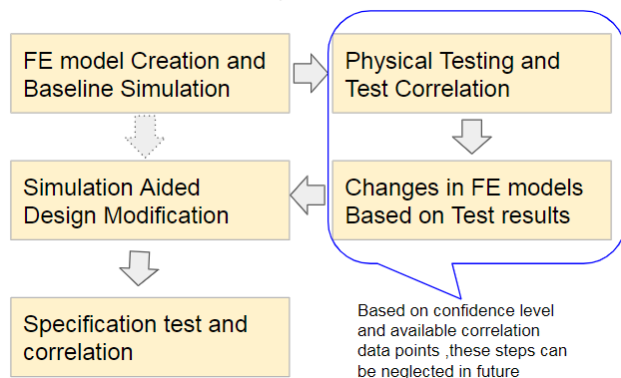 FE model Creation and
Baseline Simulation
Physical Testing and
Test Correlation
Simulation Aided
Design Modification
Changes in FE models
Based on Test results
Specification test and
correlation
Based on confidence level
and available correlation
data points ,these steps can
be neglected in future